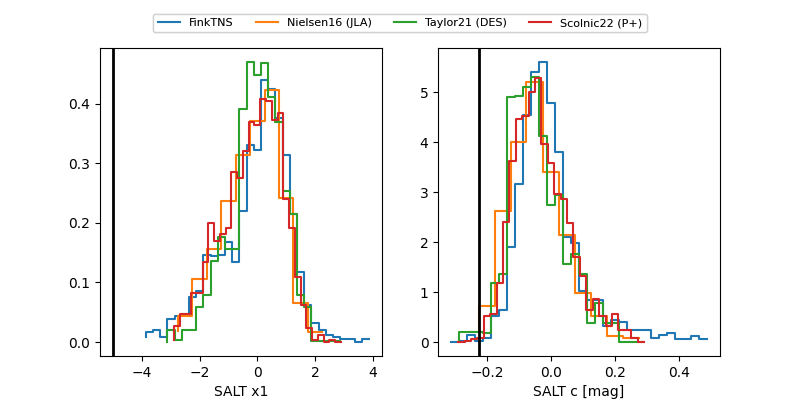 FinkTNS Nielsen16 (JLA) Taylor21 (DES) Scolnic22 (P+)
0.4
0.3
0.2
0.1
0.0
−4 −2 0 2 4
SALT x1
5
4
3
2
1
0
−0.2 0.0 0.2 0.4
SALT c [mag]